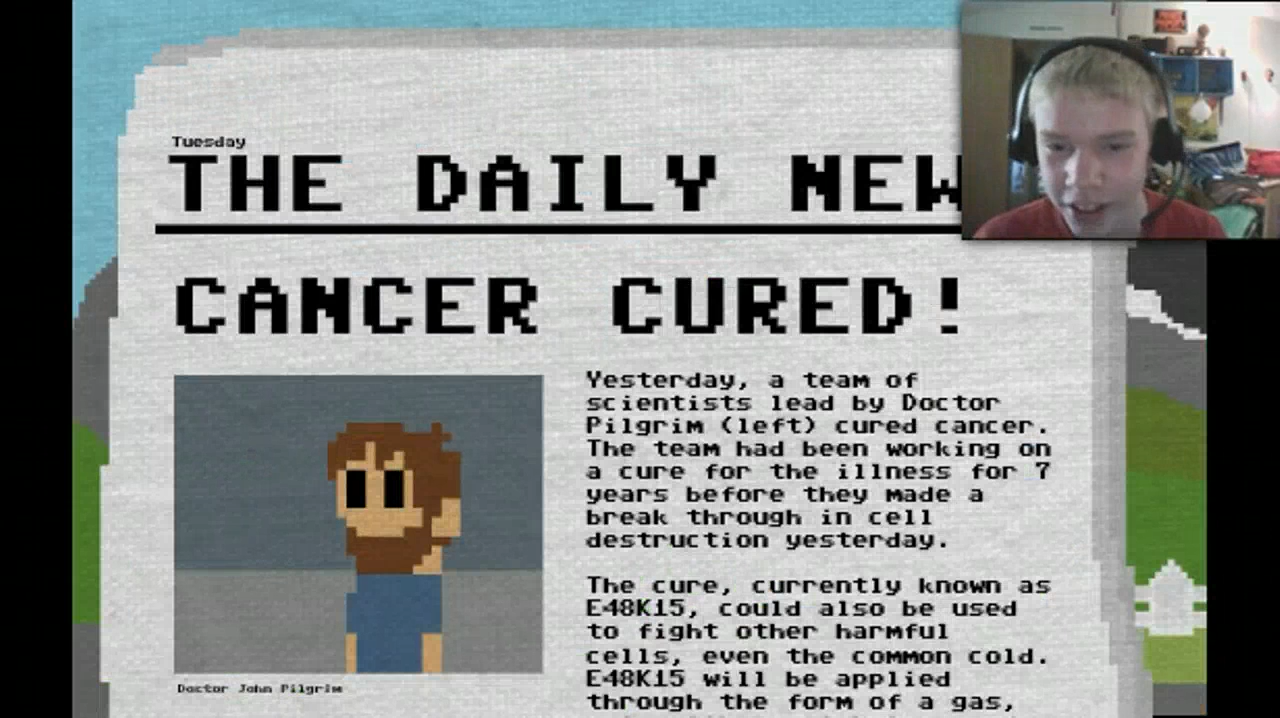 Tuesday
THE DAILY NEW
CANCER CURED!
Yesterday, a team of
scientists lead by Doctor
Pilgrim (left) cured cancer.
The team had been working on
a cure for the illness for 7
years before they made a
break through in cell
destruction yesterday.
The cure, currently known as
E48K15, could also be used
to fight other harmful
cells, even the common cold.
E48K15 will be applied
through the form of a gas,
Doctor John Pilgrim